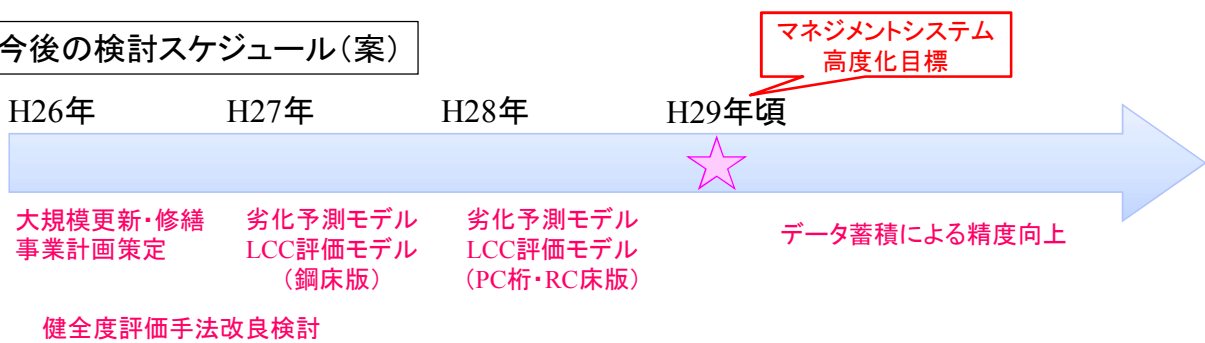 今後の検討スケジュール(案)
マネジメントシステム
高度化目標
H26年
H27年
H28年
H29年頃
大規模更新・修繕
事業計画策定
劣化予測モデル
LCC評価モデル
(鋼床版)
劣化予測モデル
LCC評価モデル
(PC桁・RC床版)
データ蓄積による精度向上
健全度評価手法改良検討